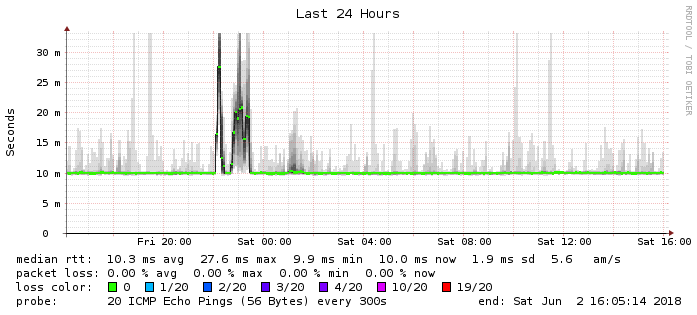 Last 24 Hours
RRDTOOL / TOBI OETIKER
Seconds
30 m
25 m
20 m
15 m
10 m
5 m
0
Fri 20:00 Sat 00:00 Sat 04:00 Sat 08:00 Sat 12:00 Sat 16:00
median rtt: 10.3 ms avg 27.6 ms max 9.9 ms min 10.0 ms now 1.9 ms sd 5.6 am/s
packet loss: 0.00 % avg 0.00 % max 0.00 % min 0.00 % now
loss color: 0 1/20 2/20 3/20 4/20 10/20 19/20
probe: 20 ICMP Echo Pings (56 Bytes) every 300s end: Sat Jun 2 16:05:14 2018